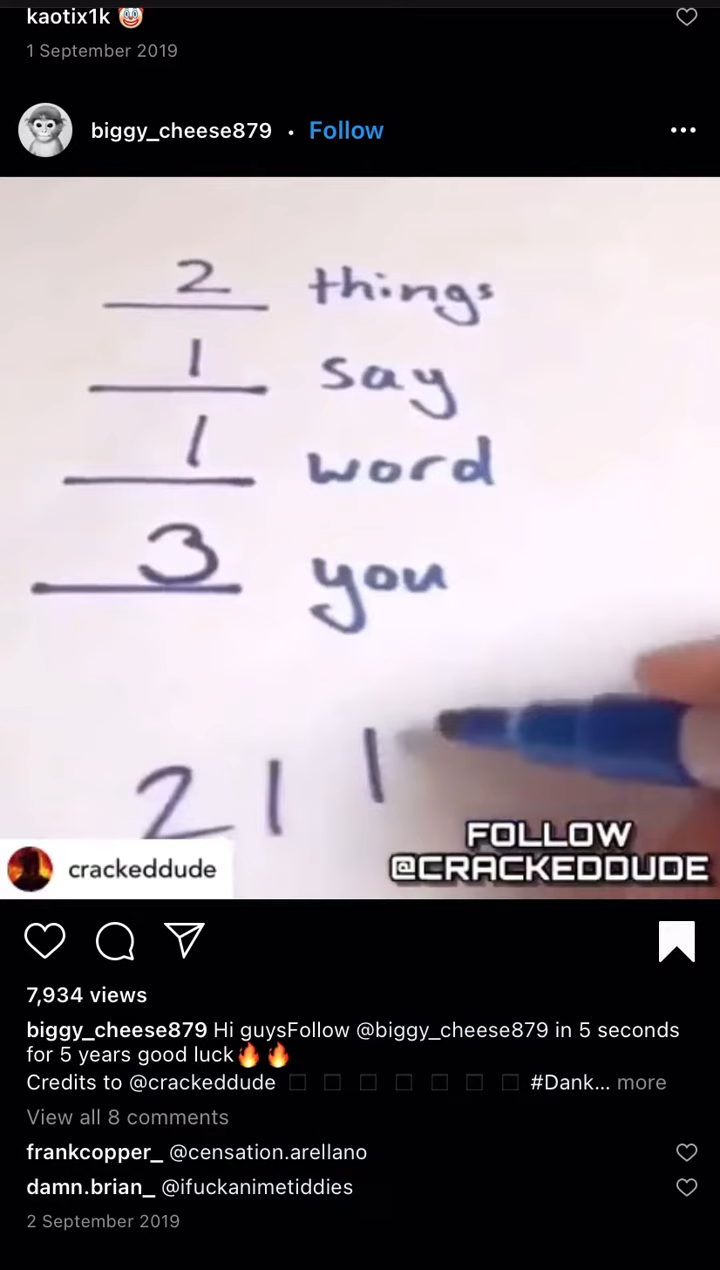 kaotix1k 🤡
1 September 2019
biggy_cheese879 • Follow
2 things
1 say
1 word
3 you
2 1 1
crackeddude
FOLLOW
@CRACKEDDUDE
7,934 views
biggy_cheese879 Hi guysFollow @biggy_cheese879 in 5 seconds
for 5 years good luck🔥🔥
Credits to @crackeddude □ □ □ □ □ □ □ #Dank... more
View all 8 comments
frankcopper_ @censation.arellano
damn.brian_ @ifuckanimetiddies
2 September 2019